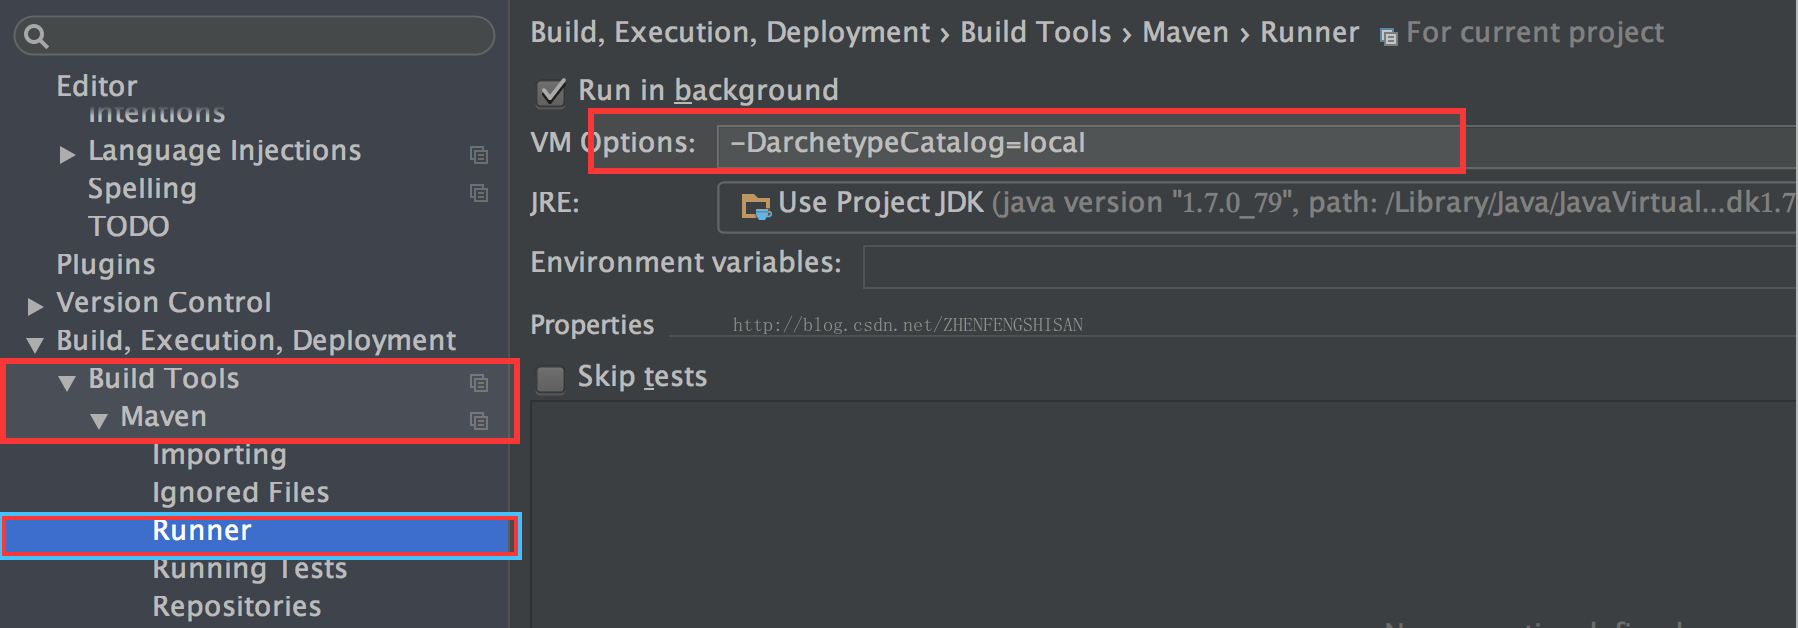 Editor
Intentions
Language Injections
Spelling
TODO
Plugins
Version Control
Build, Execution, Deployment
Build Tools
Maven
Importing
Ignored Files
Runner
Running Tests
Repositories
Build, Execution, Deployment › Build Tools › Maven › Runner For current project
Run in background
VM Options: -DarchetypeCatalog=local
JRE: Use Project JDK (java version "1.7.0_79", path: /Library/Java/JavaVirtual...dk1.7
Environment variables:
Properties http://blog.csdn.net/ZHENFENGSHISAN
Skip tests